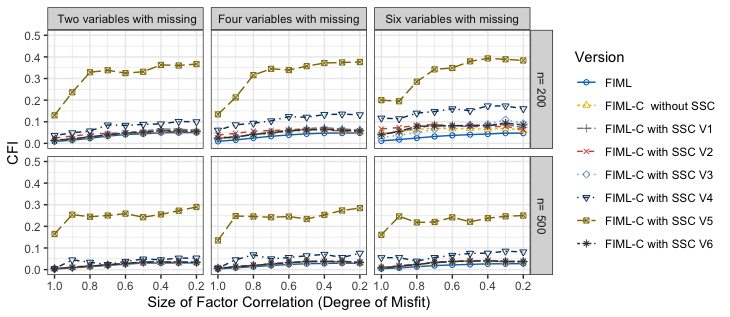 Two variables with missing
Four variables with missing
Six variables with missing
0.5
0.4
0.3
0.2
0.1
0.0
n= 200
CFI
0.5
0.4
0.3
0.2
0.1
0.0
n= 500
1.0 0.8 0.6 0.4 0.2
1.0 0.8 0.6 0.4 0.2
1.0 0.8 0.6 0.4 0.2
Size of Factor Correlation (Degree of Misfit)
Version
FIML
FIML-C without SSC
FIML-C with SSC V1
FIML-C with SSC V2
FIML-C with SSC V3
FIML-C with SSC V4
FIML-C with SSC V5
FIML-C with SSC V6